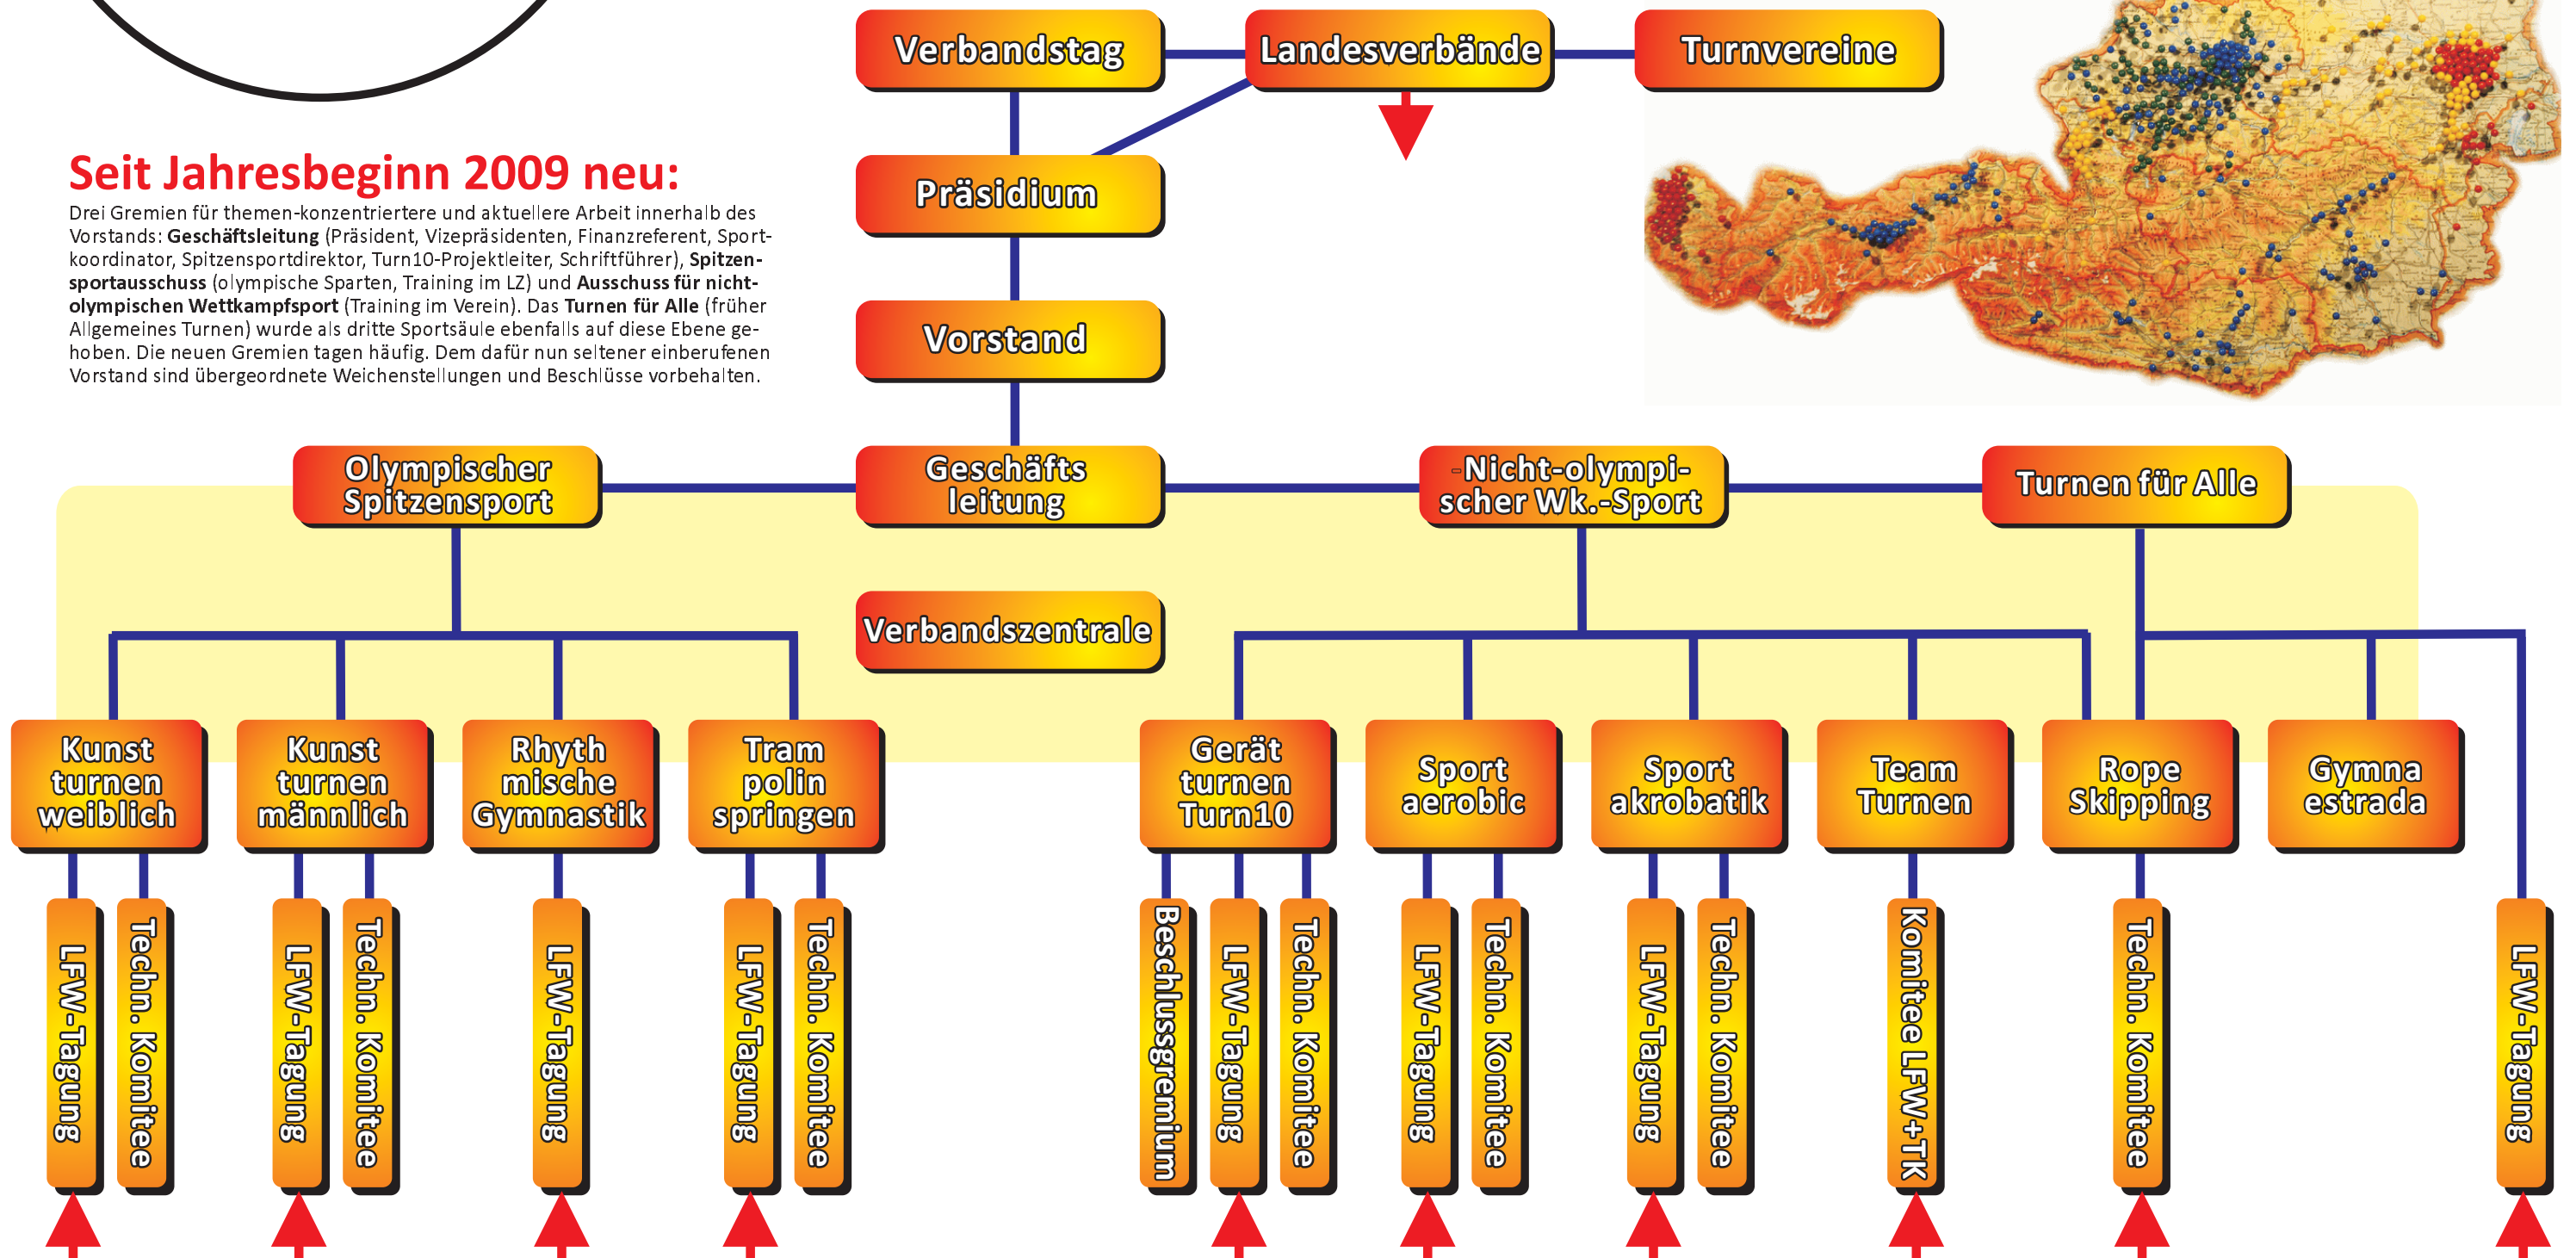 Verbandstag
Landesverbände
Turnvereine
Seit Jahresbeginn 2009 neu:
Drei Gremien für themen-konzentriertere und aktuellere Arbeit innerhalb des
Vorstands: Geschäftsleitung (Präsident, Vizepräsidenten, Finanzreferent, Sport-
koordinator, Spitzensportdirektor, Turn10-Projektleiter, Schriftführer), Spitzen-
sportausschuss (olympische Sparten, Training im LZ) und Ausschuss für nicht-
olympischen Wettkampfsport (Training im Verein). Das Turnen für Alle (früher
Allgemeines Turnen) wurde als dritte Sportsäule ebenfalls auf diese Ebene ge-
hoben. Die neuen Gremien tagen häufig. Dem dafür nun seltener einberufenen
Vorstand sind übergeordnete Weichenstellungen und Beschlüsse vorbehalten.
Präsidium
Vorstand
Olympischer
Spitzensport
Geschäfts
leitung
-Nicht-olympi-
scher Wk.-Sport
Turnen für Alle
Verbandszentrale
Kunst
turnen
weiblich
Kunst
turnen
männlich
Rhyth
mische
Gymnastik
Tram
polin
springen
Gerät
turnen
Turn10
Sport
aerobic
Sport
akrobatik
Team
Turnen
Rope
Skipping
Gymna
estrada
LFW-Tagung
Techn. Komitee
LFW-Tagung
Techn. Komitee
LFW-Tagung
LFW-Tagung
Techn. Komitee
Beschlussgremium
LFW-Tagung
Techn. Komitee
LFW-Tagung
Techn. Komitee
LFW-Tagung
Techn. Komitee
Komitee LFW+TK
Techn. Komitee
LFW-Tagung